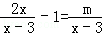 2x/(x－3) －1= m/(x－3)